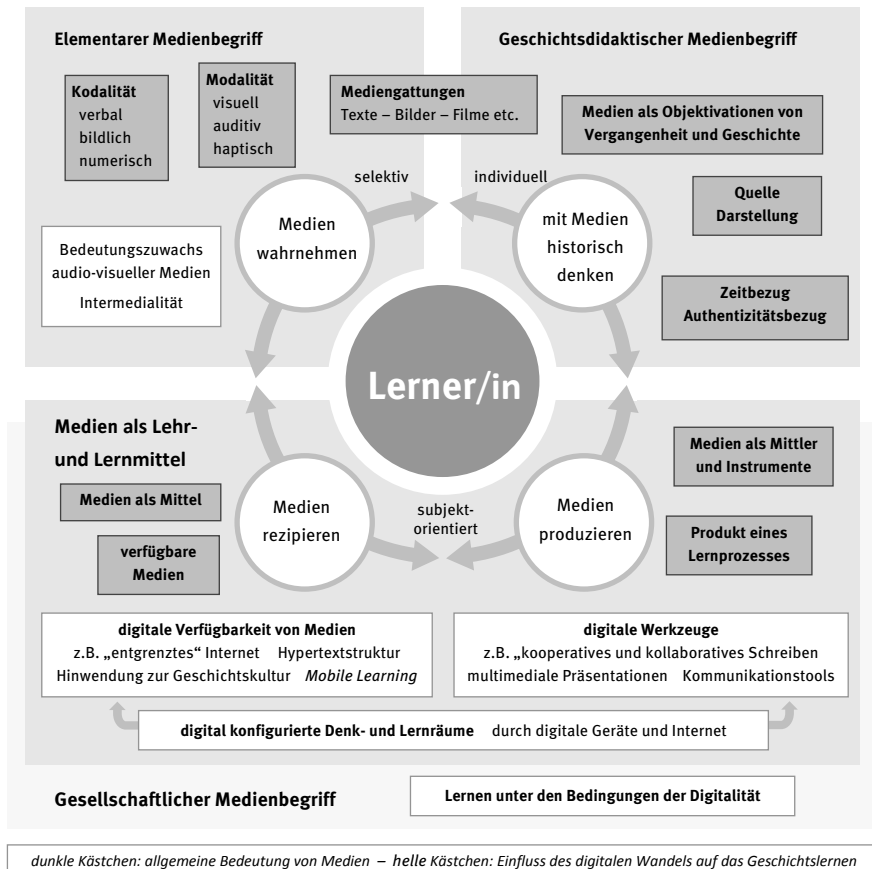 Elementarer Medienbegriff
Kodalität
verbal
bildlich
numerisch
Modalität
visuell
auditiv
haptisch
Mediengattungen
Texte – Bilder – Filme etc.
Geschichtsdidaktischer Medienbegriff
Medien als Objektivationen von
Vergangenheit und Geschichte
selektiv
individuell
Medien
wahrnehmen
mit Medien
historisch
denken
Quelle
Darstellung
Bedeutungszuwachs
audio-visueller Medien
Intermedialität
Zeitbezug
Authentizitätsbezug
Lerner/in
Medien als Lehr-
und Lernmittel
Medien als Mittel
verfügbare
Medien
Medien
rezipieren
subjekt-
orientiert
Medien
produzieren
Medien als Mittler
und Instrumente
Produkt eines
Lernprozesses
digitale Verfügbarkeit von Medien
z.B. „entgrenztes“ Internet Hypertextstruktur
Hinwendung zur Geschichtskultur Mobile Learning
digitale Werkzeuge
z.B. „kooperatives und kollaboratives Schreiben
multimediale Präsentationen Kommunikationstools
digital konfigurierte Denk- und Lernräume durch digitale Geräte und Internet
Gesellschaftlicher Medienbegriff
Lernen unter den Bedingungen der Digitalität
dunkle Kästchen: allgemeine Bedeutung von Medien – helle Kästchen: Einfluss des digitalen Wandels auf das Geschichtslernen